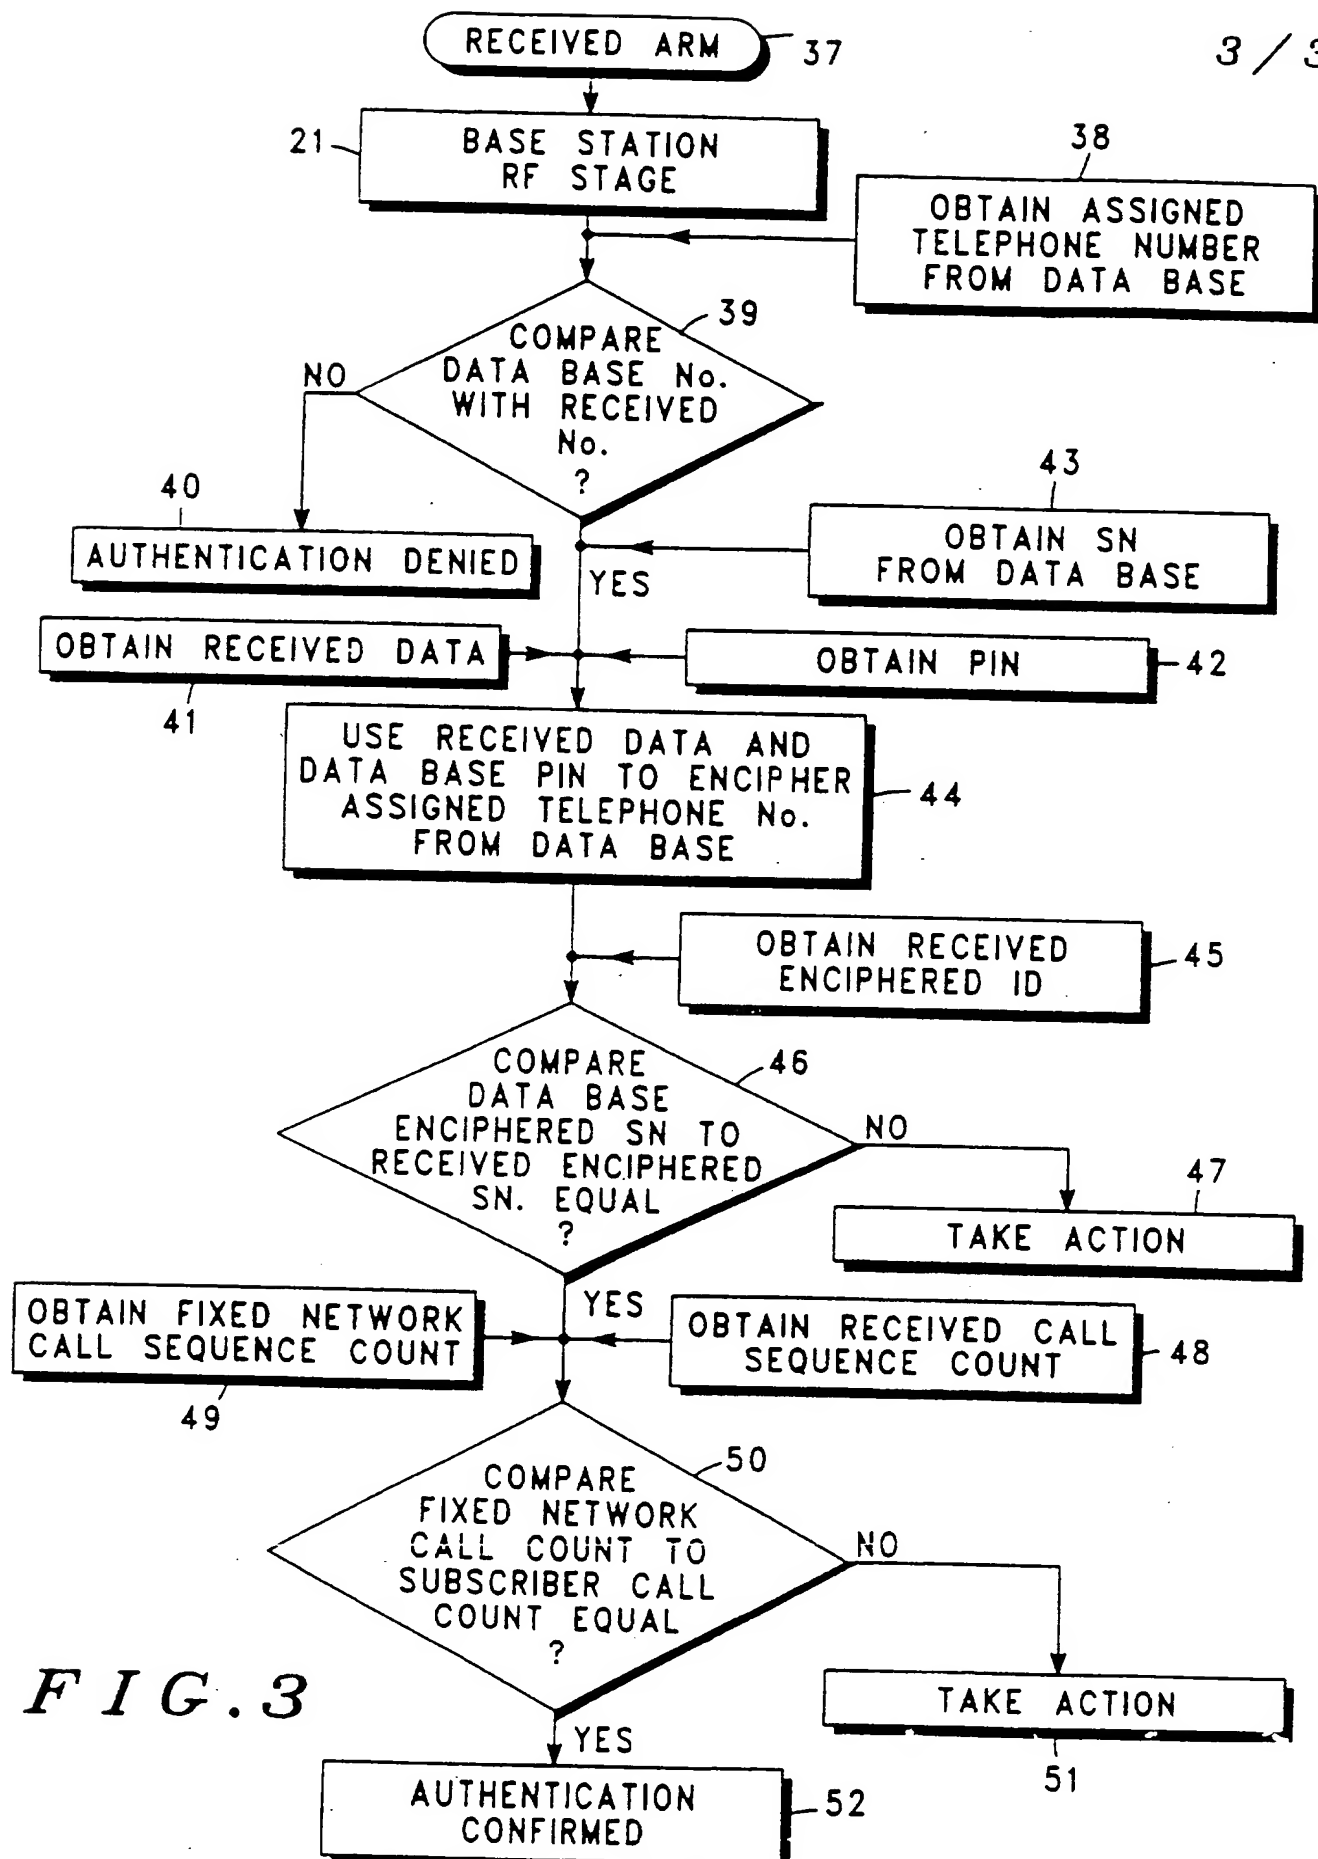 RECEIVED ARM
37
3/3
21
BASE STATION
RF STAGE
38
OBTAIN ASSIGNED
TELEPHONE NUMBER
FROM DATA BASE
39
COMPARE
DATA BASE No.
WITH RECEIVED
No.
?
NO
40
AUTHENTICATION DENIED
43
OBTAIN SN
FROM DATA BASE
YES
OBTAIN RECEIVED DATA
41
OBTAIN PIN
42
USE RECEIVED DATA AND
DATA BASE PIN TO ENCIPHER
ASSIGNED TELEPHONE No.
FROM DATA BASE
44
OBTAIN RECEIVED
ENCIPHERED ID
45
COMPARE
DATA BASE
ENCIPHERED SN TO
RECEIVED ENCIPHERED
SN. EQUAL
?
46
NO
47
TAKE ACTION
YES
OBTAIN FIXED NETWORK
CALL SEQUENCE COUNT
49
OBTAIN RECEIVED CALL
SEQUENCE COUNT
48
50
COMPARE
FIXED NETWORK
CALL COUNT TO
SUBSCRIBER CALL
COUNT EQUAL
?
NO
TAKE ACTION
51
FIG.3
YES
AUTHENTICATION
CONFIRMED
52